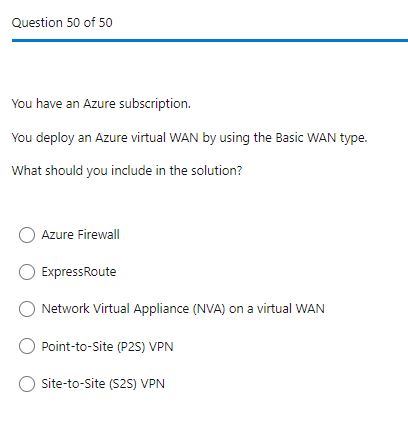 Question 50 of 50
You have an Azure subscription.
You deploy an Azure virtual WAN by using the Basic WAN type.
What should you include in the solution?
Azure Firewall
ExpressRoute
Network Virtual Appliance (NVA) on a virtual WAN
Point-to-Site (P2S) VPN
Site-to-Site (S2S) VPN